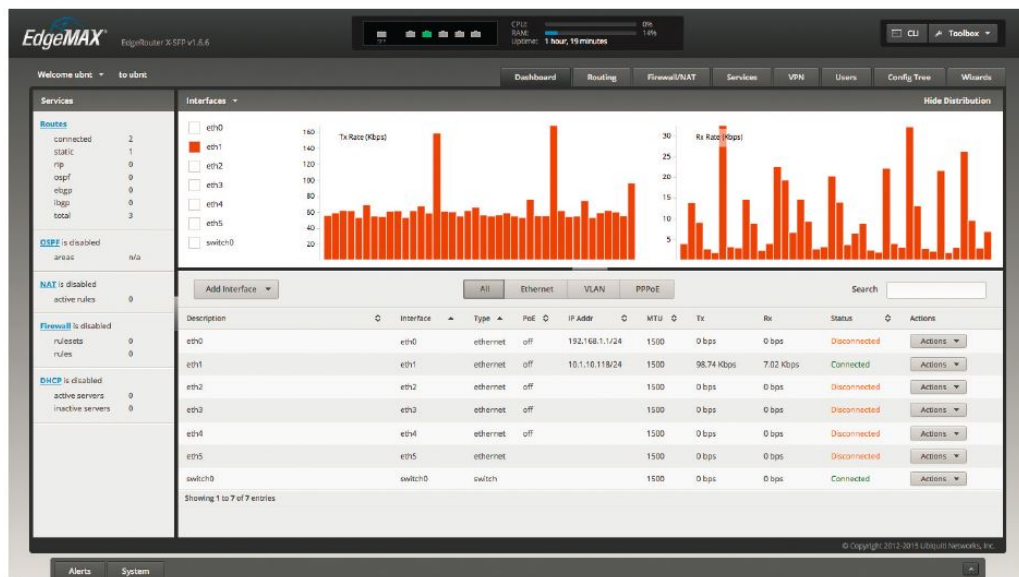 EdgeMAX EdgeRouter X-SFP v1.6.6
SFP
CPU: 0%
RAM: 14%
Uptime: 1 hour, 19 minutes
CLI Toolbox
Welcome ubnt to ubnt
Dashboard Routing Firewall/NAT Services VPN Users Config Tree Wizards
Services
Routes
connected 2
static 1
rip 0
ospf 0
ebgp 0
ibgp 0
total 3
OSPF is disabled
areas n/a
NAT is disabled
active rules 0
Firewall is disabled
rulesets 0
rules 0
DHCP is disabled
active servers 0
inactive servers 0
Interfaces Hide Distribution
eth0
eth1
eth2
eth3
eth4
eth5
switch0
Tx Rate (Kbps)
160
140
120
100
80
60
40
20
Rx Rate (Kbps)
30
25
20
15
10
5
Add Interface All Ethernet VLAN PPPoE Search
Description Interface Type PoE IP Addr MTU Tx Rx Status Actions
eth0 eth0 ethernet off 192.168.1.1/24 1500 0 bps 0 bps Disconnected Actions
eth1 eth1 ethernet off 10.1.10.118/24 1500 98.74 Kbps 7.02 Kbps Connected Actions
eth2 eth2 ethernet off 1500 0 bps 0 bps Disconnected Actions
eth3 eth3 ethernet off 1500 0 bps 0 bps Disconnected Actions
eth4 eth4 ethernet off 1500 0 bps 0 bps Disconnected Actions
eth5 eth5 ethernet 1500 0 bps 0 bps Disconnected Actions
switch0 switch0 switch 1500 0 bps 0 bps Connected Actions
Showing 1 to 7 of 7 entries
© Copyright 2012-2015 Ubiquiti Networks, Inc.
Alerts System